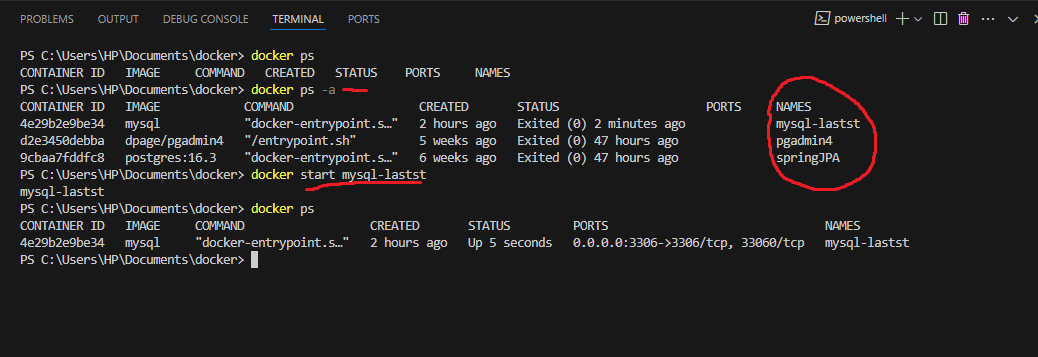 PROBLEMS OUTPUT DEBUG CONSOLE TERMINAL PORTS powershell
PS C:\Users\HP\Documents\docker> docker ps
CONTAINER ID IMAGE COMMAND CREATED STATUS PORTS NAMES
PS C:\Users\HP\Documents\docker> docker ps -a
CONTAINER ID IMAGE COMMAND CREATED STATUS PORTS NAMES
4e29b2e9be34 mysql "docker-entrypoint.s…" 2 hours ago Exited (0) 2 minutes ago mysql-lastst
d2e3450debba dpage/pgadmin4 "/entrypoint.sh" 5 weeks ago Exited (0) 47 hours ago pgadmin4
9cbaa7fddfc8 postgres:16.3 "docker-entrypoint.s…" 6 weeks ago Exited (0) 47 hours ago springJPA
PS C:\Users\HP\Documents\docker> docker start mysql-lastst
mysql-lastst
PS C:\Users\HP\Documents\docker> docker ps
CONTAINER ID IMAGE COMMAND CREATED STATUS PORTS NAMES
4e29b2e9be34 mysql "docker-entrypoint.s…" 2 hours ago Up 5 seconds 0.0.0.0:3306->3306/tcp, 33060/tcp mysql-lastst
PS C:\Users\HP\Documents\docker>